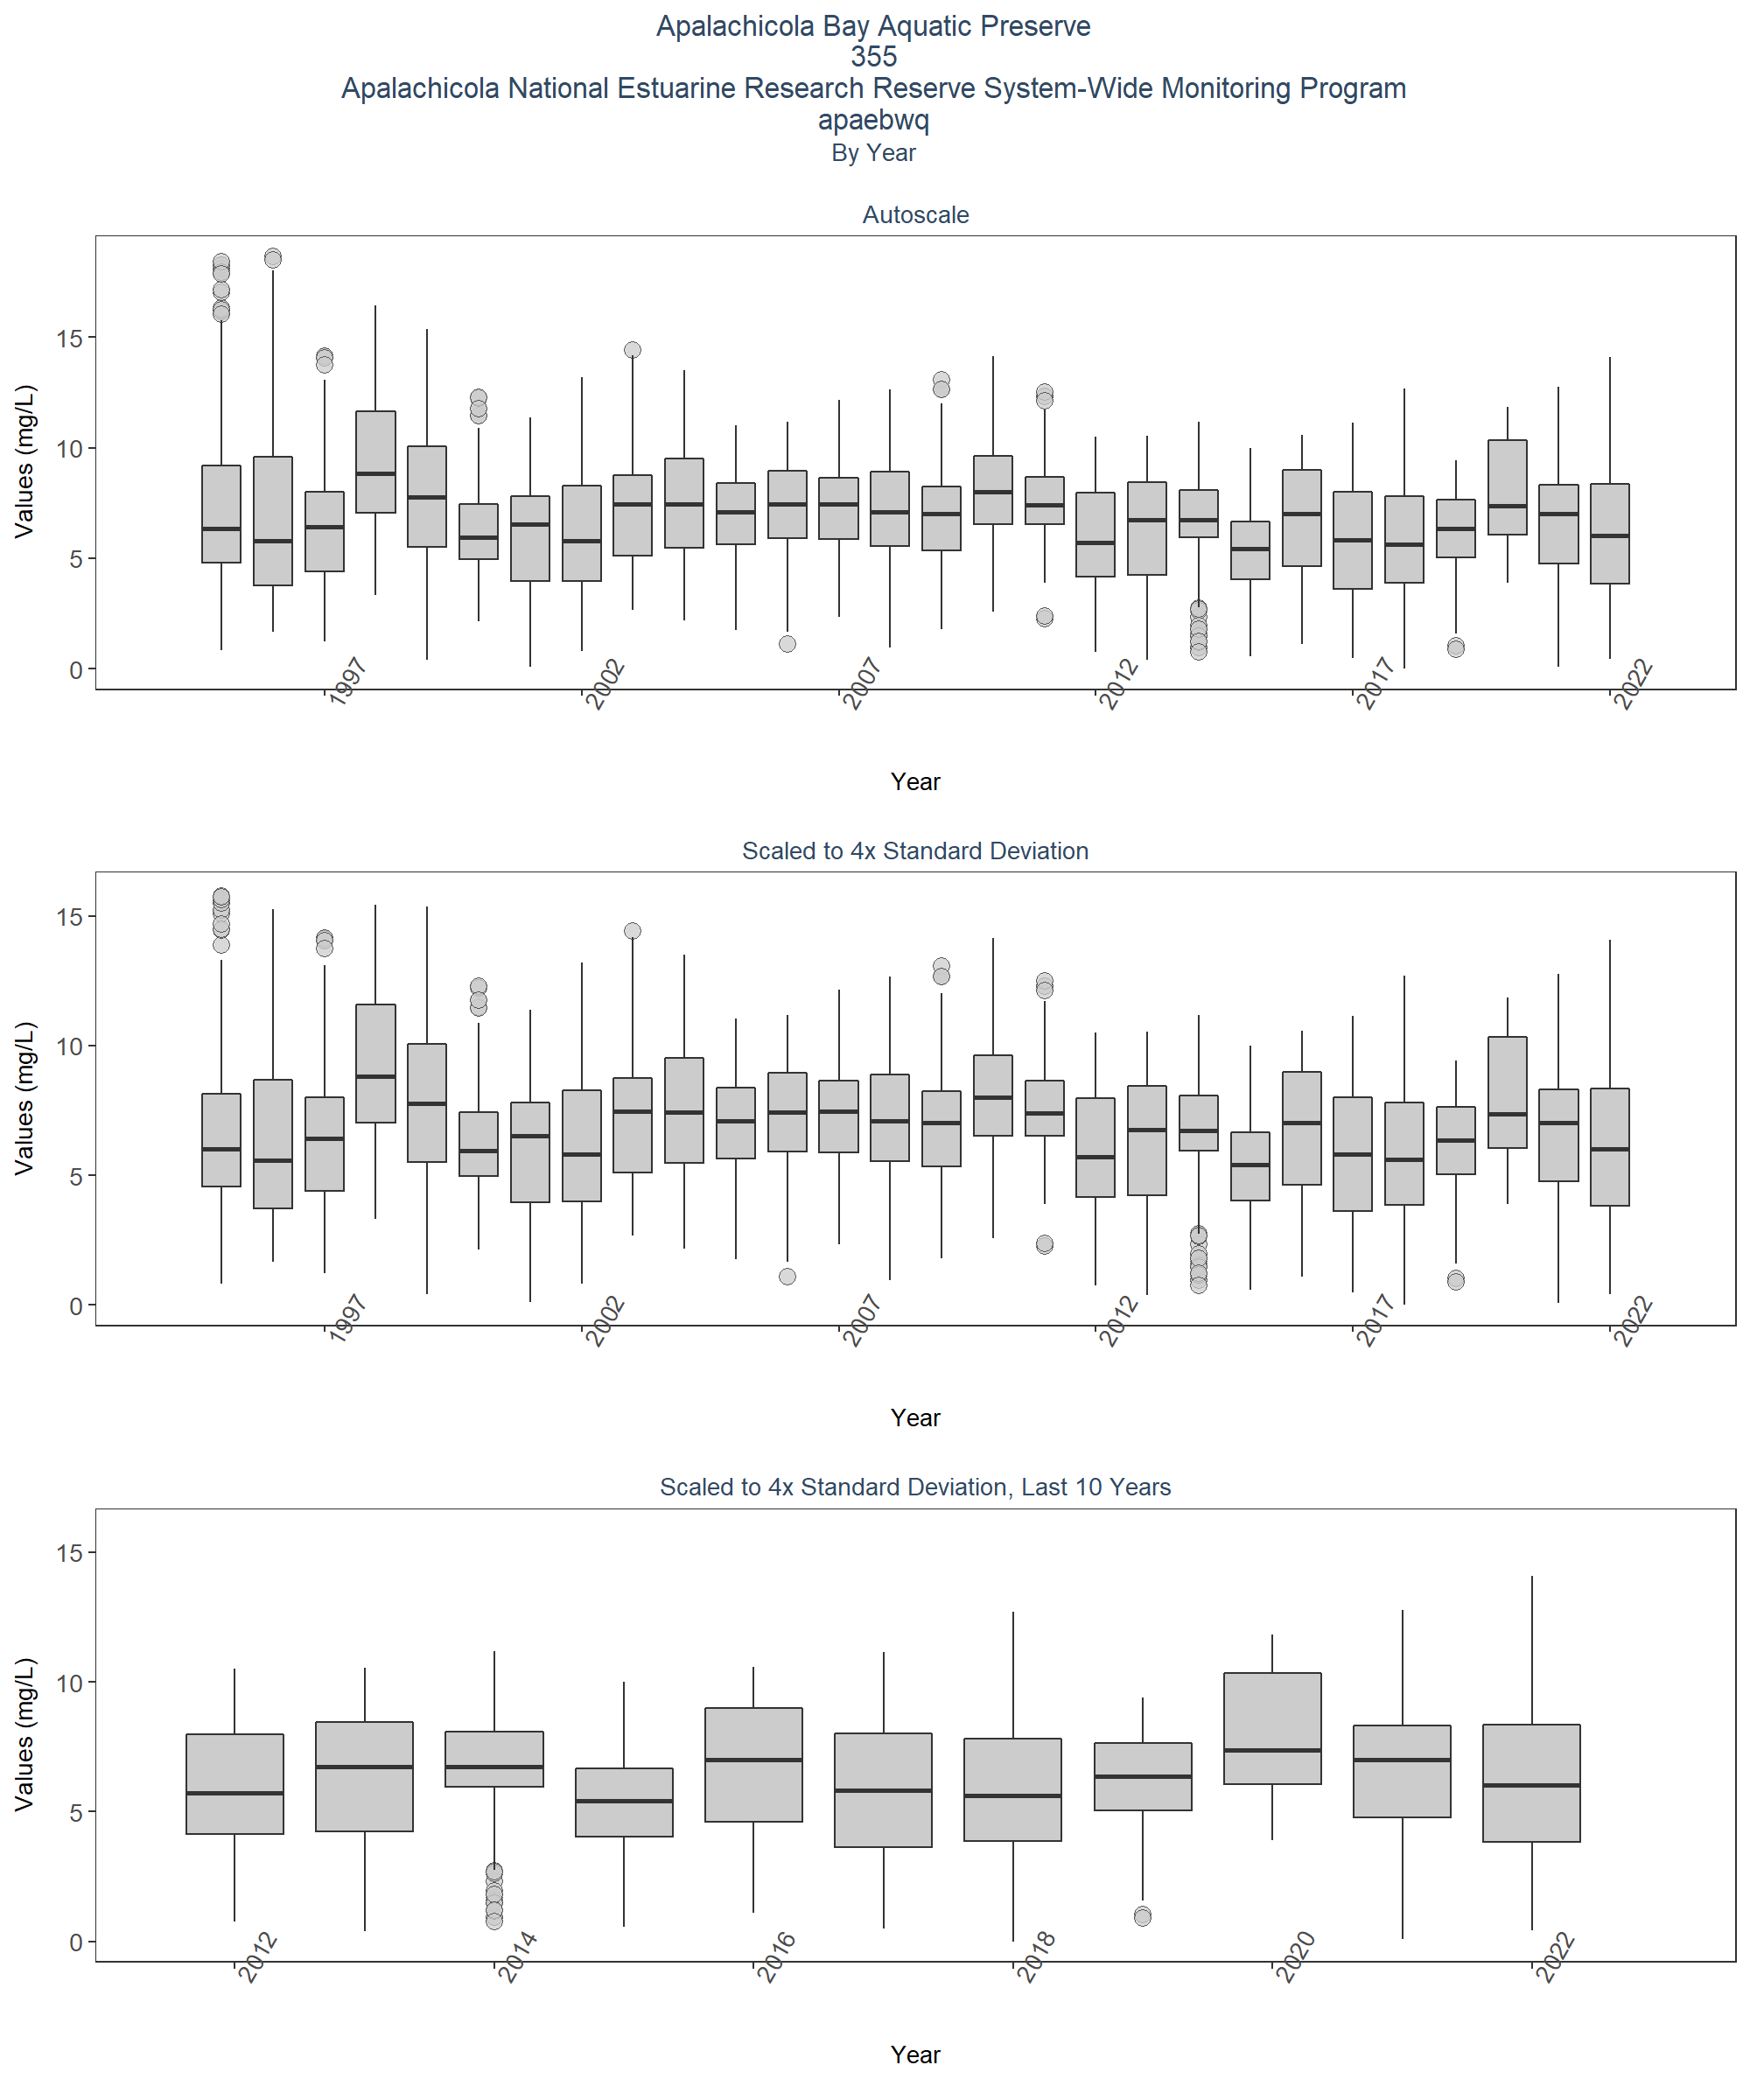 Apalachicola Bay Aquatic Preserve
355
Apalachicola National Estuarine Research Reserve System-Wide Monitoring Program
apaebwq
By Year
Autoscale
Values (mg/L)
15
10
5
0
1997
2002
2007
2012
2017
2022
Year
Scaled to 4x Standard Deviation
Values (mg/L)
15
10
5
0
1997
2002
2007
2012
2017
2022
Year
Scaled to 4x Standard Deviation, Last 10 Years
Values (mg/L)
15
10
5
0
2012
2014
2016
2018
2020
2022
Year